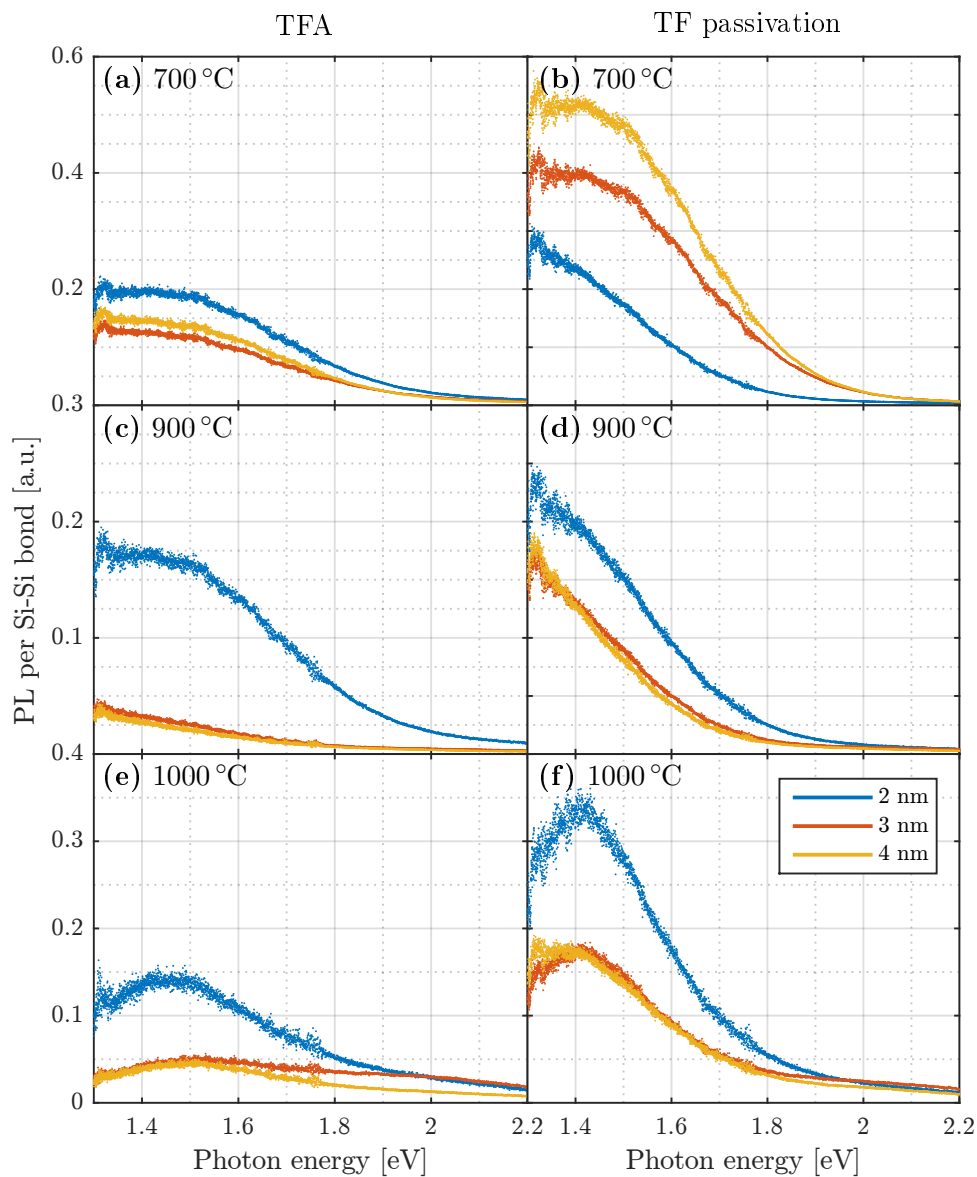 TFA
TF passivation
0.6
(a) 700 °C
(b) 700 °C
0.4
0.2
0.3
(c) 900 °C
(d) 900 °C
0.2
PL per Si-Si bond [a.u.]
0.1
0.4
(e) 1000 °C
(f) 1000 °C
2 nm
3 nm
4 nm
0.3
0.2
0.1
0
1.4
1.6
1.8
2
2.2
1.4
1.6
1.8
2
2.2
Photon energy [eV]
Photon energy [eV]